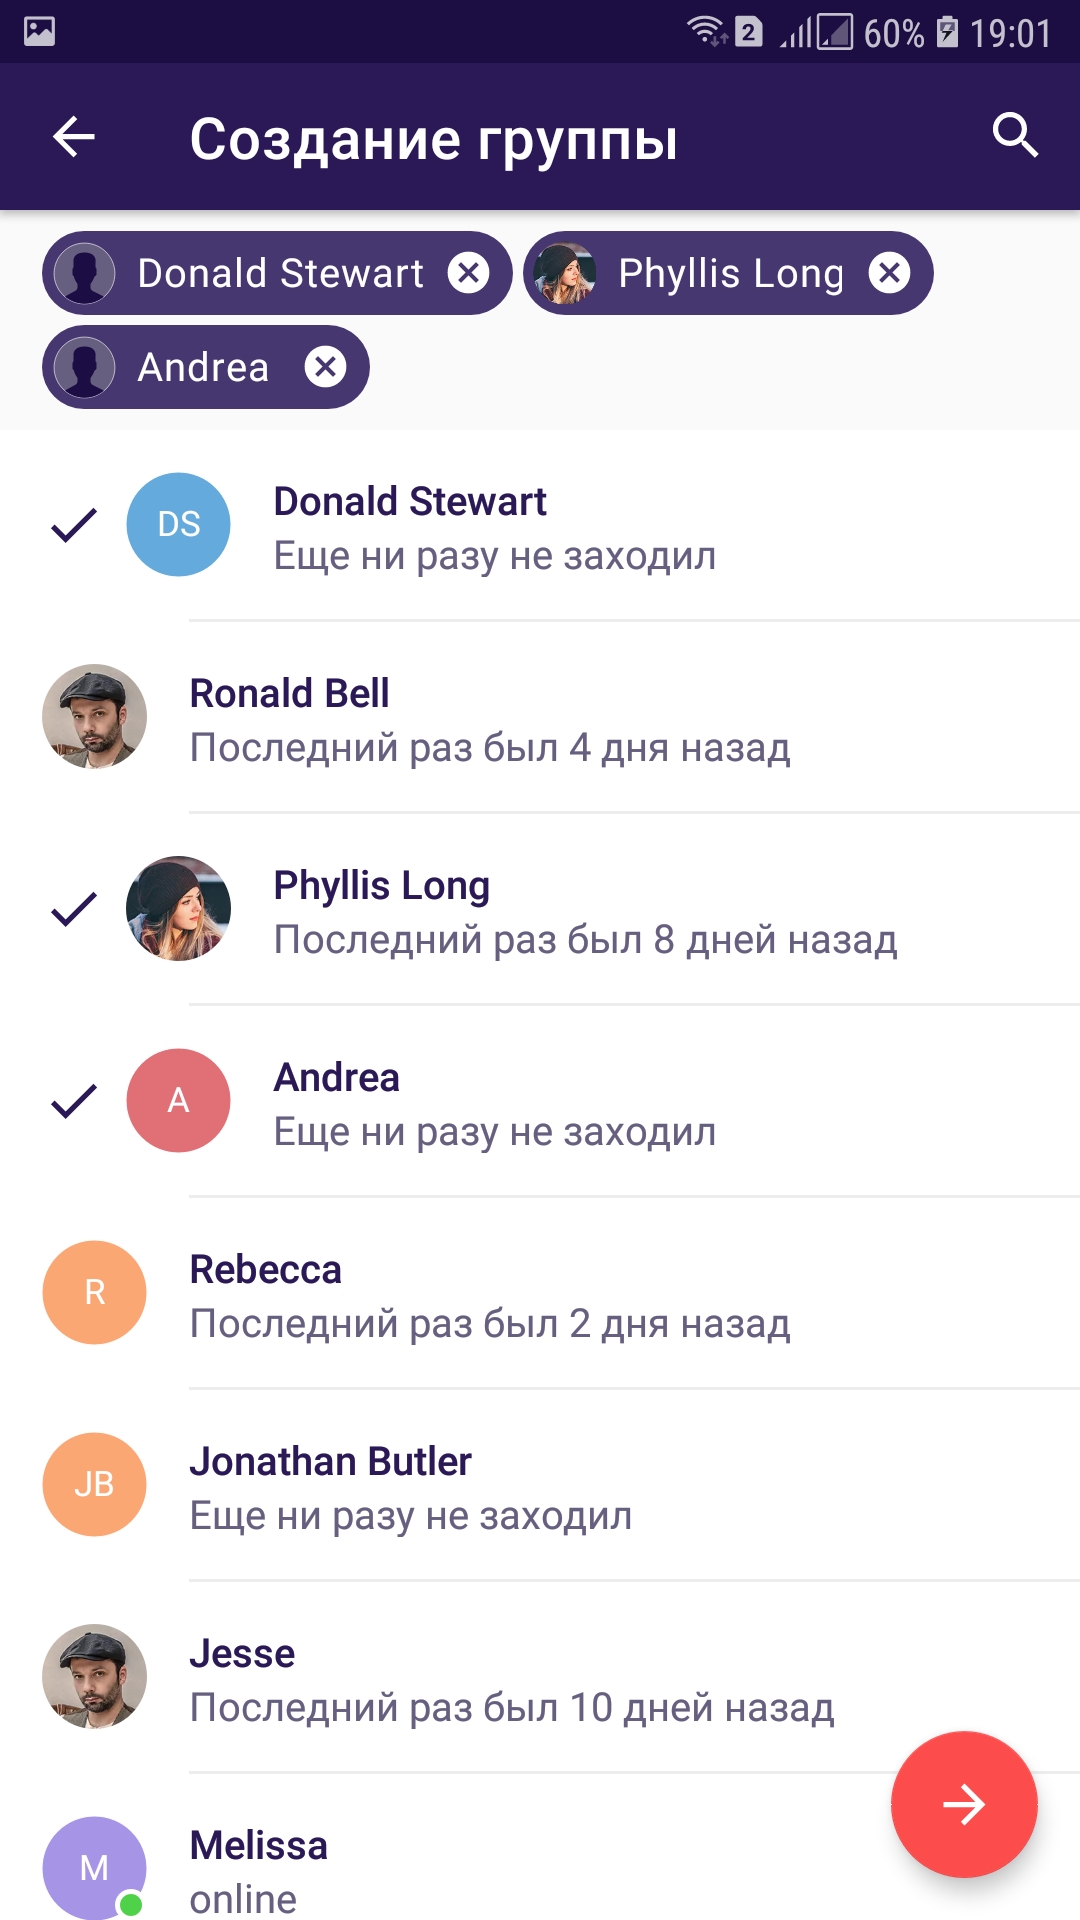 2 60% 19:01
Создание группы
Donald Stewart Phyllis Long
Andrea
DS
Donald Stewart
Еще ни разу не заходил
Ronald Bell
Последний раз был 4 дня назад
Phyllis Long
Последний раз был 8 дней назад
A
Andrea
Еще ни разу не заходил
R
Rebecca
Последний раз был 2 дня назад
JB
Jonathan Butler
Еще ни разу не заходил
Jesse
Последний раз был 10 дней назад
M
Melissa
online